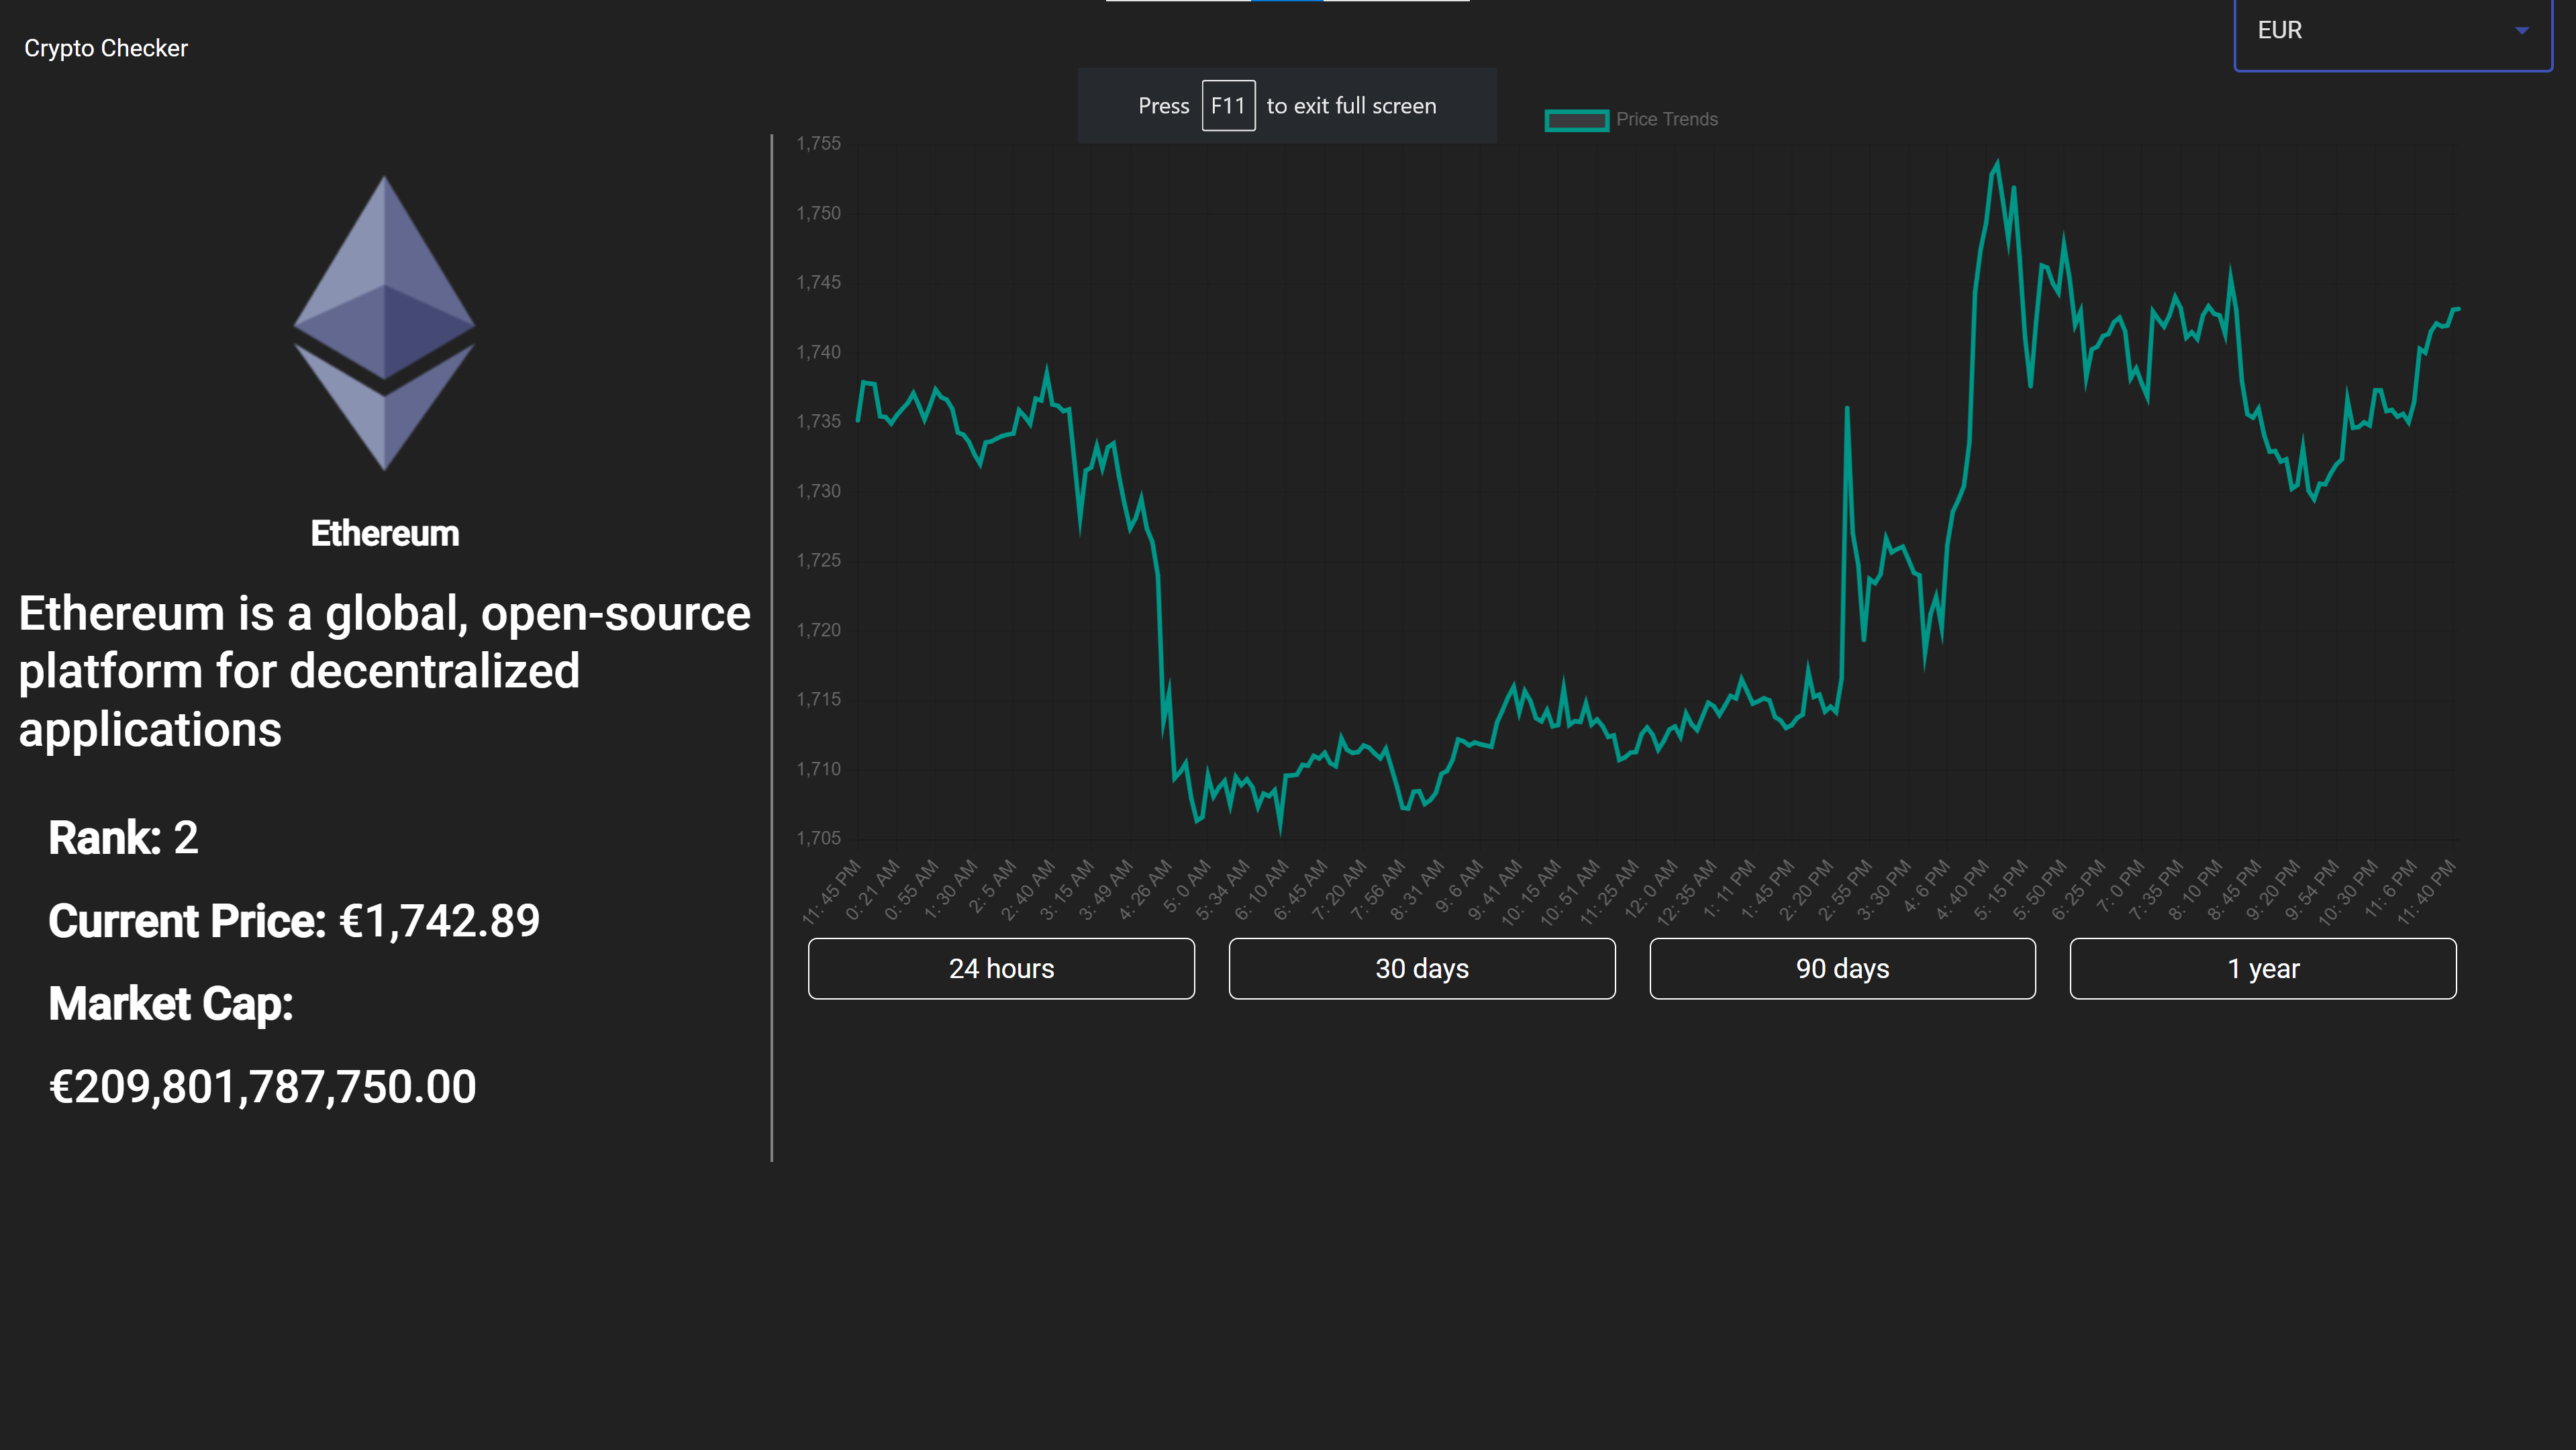 Crypto Checker
EUR
Press F11 to exit full screen
Price Trends
Ethereum
Ethereum is a global, open-source
platform for decentralized
applications
Rank: 2
Current Price: €1,742.89
Market Cap:
€209,801,787,750.00
1,755
1,750
1,745
1,740
1,735
1,730
1,725
1,720
1,715
1,710
1,705
11: 45 PM
0: 21 AM
0: 55 AM
1: 30 AM
2: 5 AM
2: 40 AM
3: 15 AM
3: 49 AM
4: 26 AM
5: 0 AM
5: 34 AM
6: 10 AM
6: 45 AM
7: 20 AM
7: 56 AM
8: 31 AM
9: 6 AM
9: 41 AM
10: 15 AM
10: 51 AM
11: 25 AM
12: 0 AM
12: 35 AM
1: 11 PM
1: 45 PM
2: 20 PM
2: 55 PM
3: 30 PM
4: 6 PM
4: 40 PM
5: 15 PM
5: 50 PM
6: 25 PM
7: 0 PM
7: 35 PM
8: 10 PM
8: 45 PM
9: 20 PM
9: 54 PM
10: 30 PM
11: 6 PM
11: 40 PM
24 hours
30 days
90 days
1 year